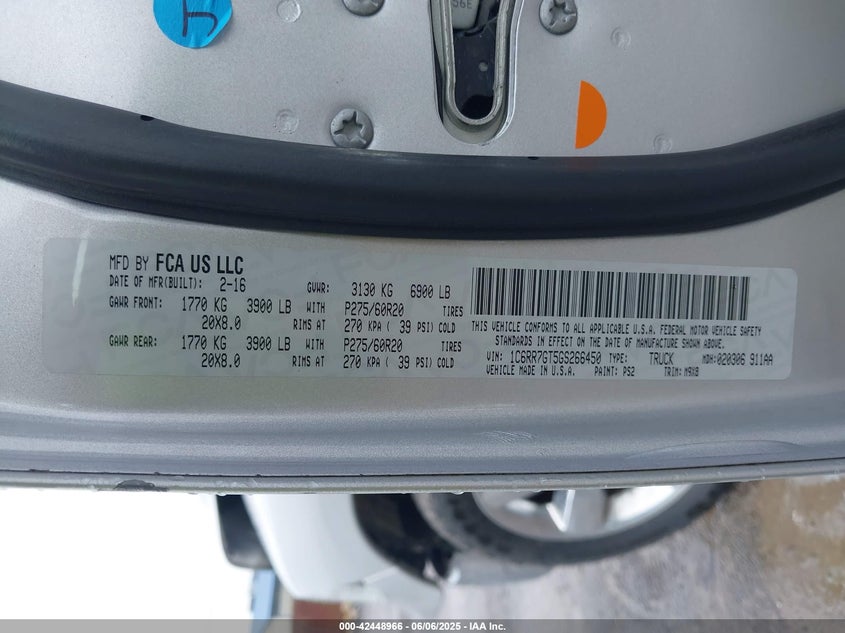 56E
MFD BY FCA US LLC
DATE OF MFR(BUILT): 2-16 GVWR: 3130 KG 6900 LB
GAWR FRONT: 1770 KG 3900 LB WITH P275/60R20 TIRES
20X8.0 RIMS AT 270 KPA ( 39 PSI) COLD
GAWR REAR: 1770 KG 3900 LB WITH P275/60R20 TIRES
20X8.0 RIMS AT 270 KPA ( 39 PSI) COLD
THIS VEHICLE CONFORMS TO ALL APPLICABLE U.S.A. FEDERAL MOTOR VEHICLE SAFETY
STANDARDS IN EFFECT ON THE DATE OF MANUFACTURE SHOWN ABOVE.
VIN: 1C6RR7GT5GS266450 TYPE: TRUCK MDH:020306 911AA
VEHICLE MADE IN U.S.A. PAINT: PS2 TRIM: M9X8
000-42448966 - 06/06/2025 - IAA Inc.